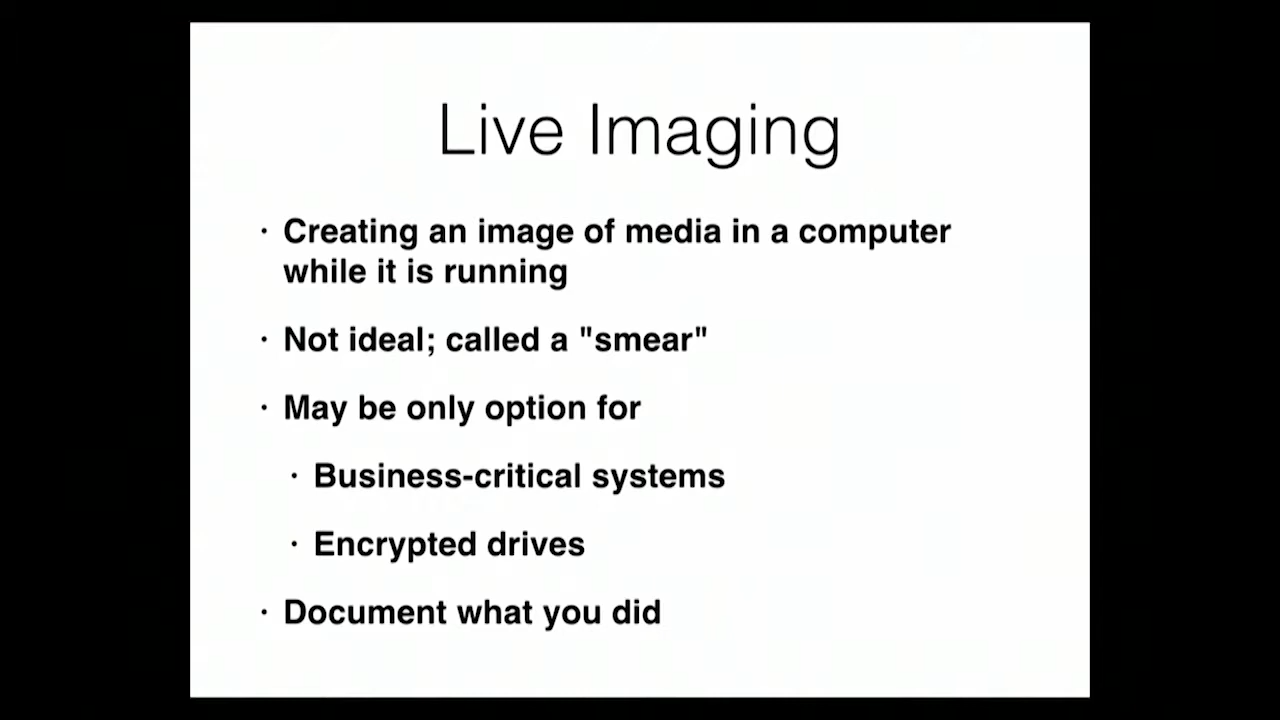 Live Imaging
· Creating an image of media in a computer
while it is running
· Not ideal; called a "smear"
· May be only option for
· Business-critical systems
· Encrypted drives
· Document what you did